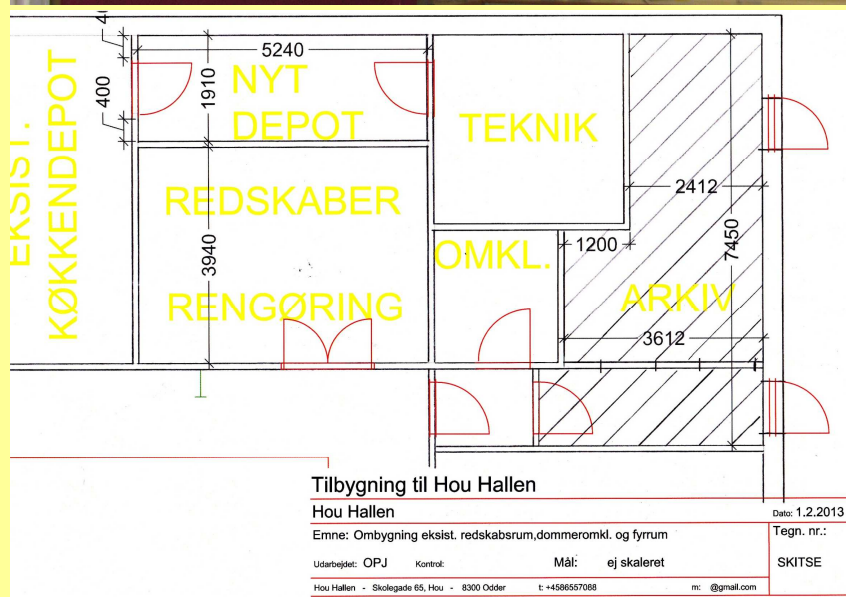 5240
400
1910
NYT
DEPOT
TEKNIK
EKSIST.
KØKKENDEPOT
REDSKABER
2412
3940
OMKL.
1200
7450
RENGØRING
ARKIV
3612
Tilbygning til Hou Hallen
Hou Hallen
Dato: 1.2.2013
Emne: Ombygning eksist. redskabsrum,dommeromkl. og fyrrum
Tegn. nr.:
Udarbejdet: OPJ Kontrol: Mål: ej skaleret
SKITSE
Hou Hallen - Skolegade 65, Hou - 8300 Odder t: +4586557088 m: @gmail.com